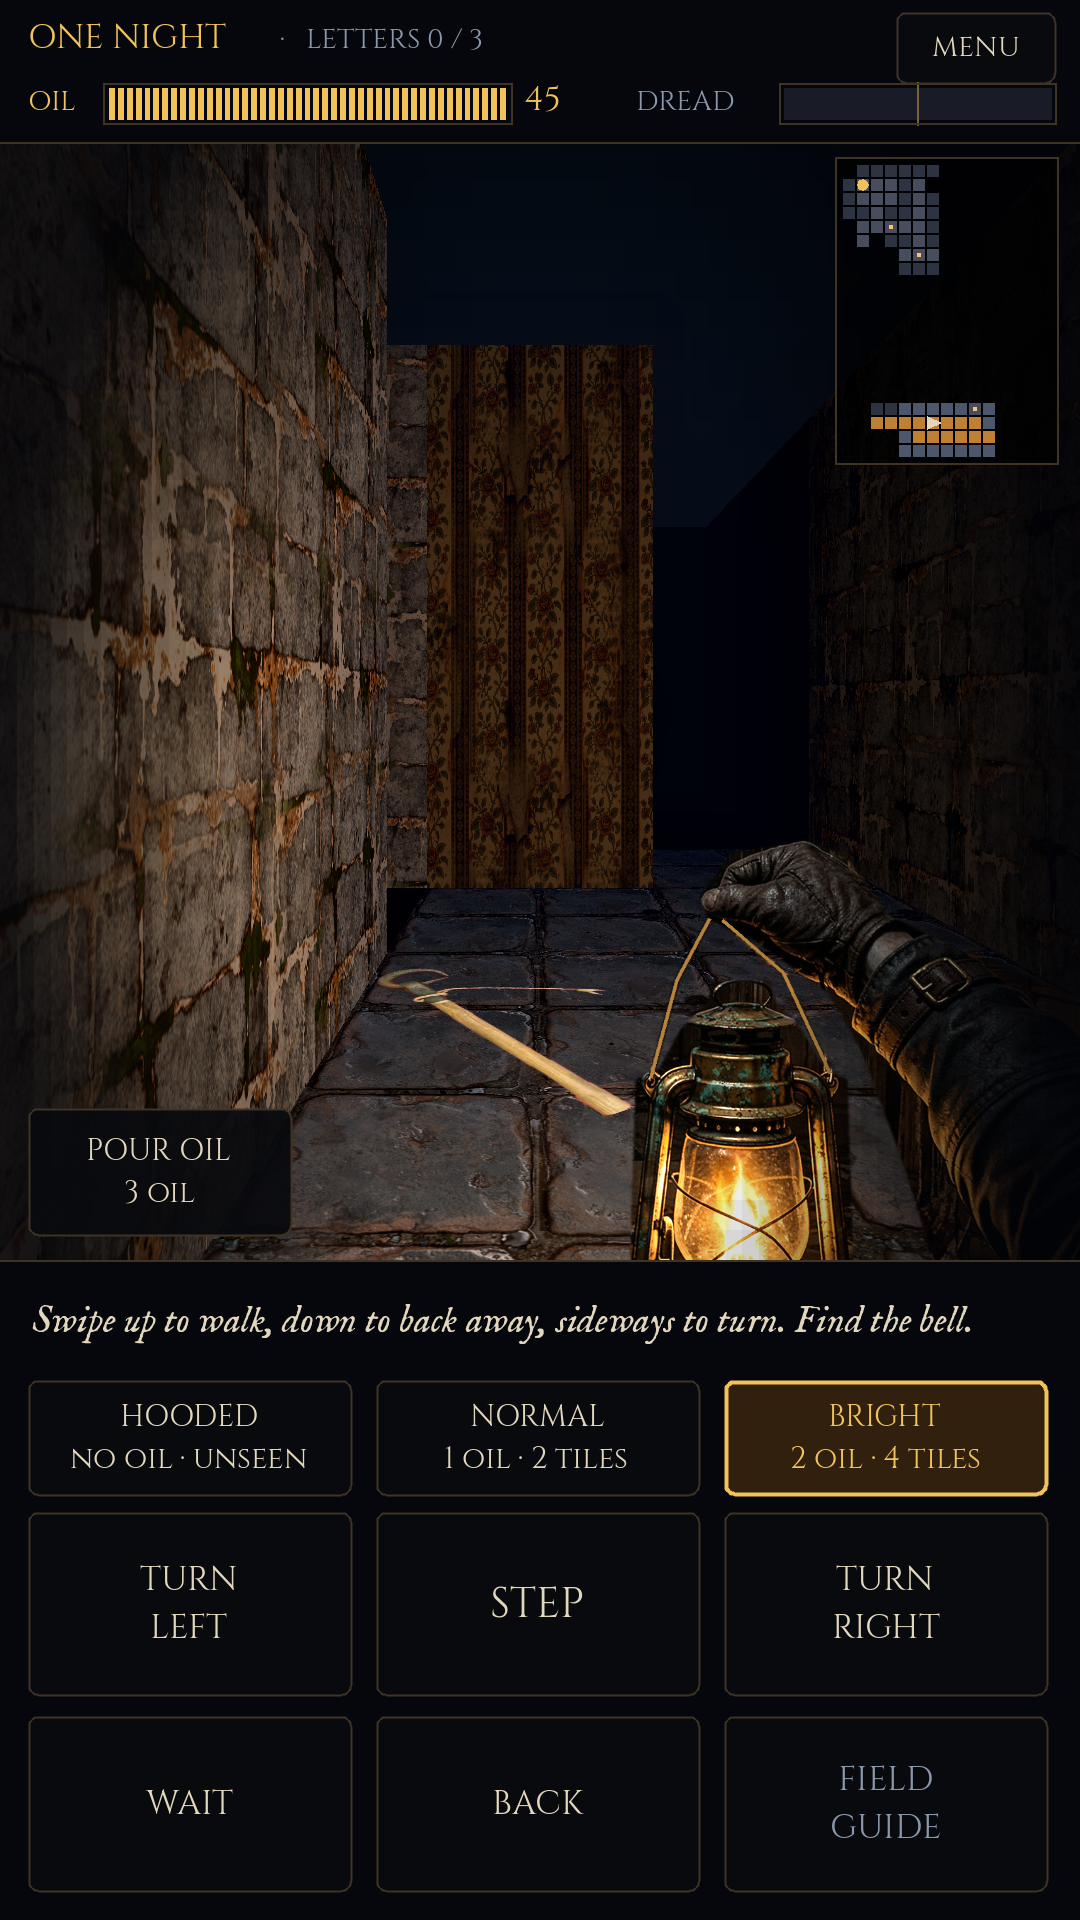 ONE NIGHT · LETTERS 0 / 3
MENU
OIL 45 DREAD
POUR OIL
3 OIL
Swipe up to walk, down to back away, sideways to turn. Find the bell.
HOODED
NO OIL · UNSEEN
NORMAL
1 OIL · 2 TILES
BRIGHT
2 OIL · 4 TILES
TURN
LEFT
STEP
TURN
RIGHT
WAIT
BACK
FIELD
GUIDE